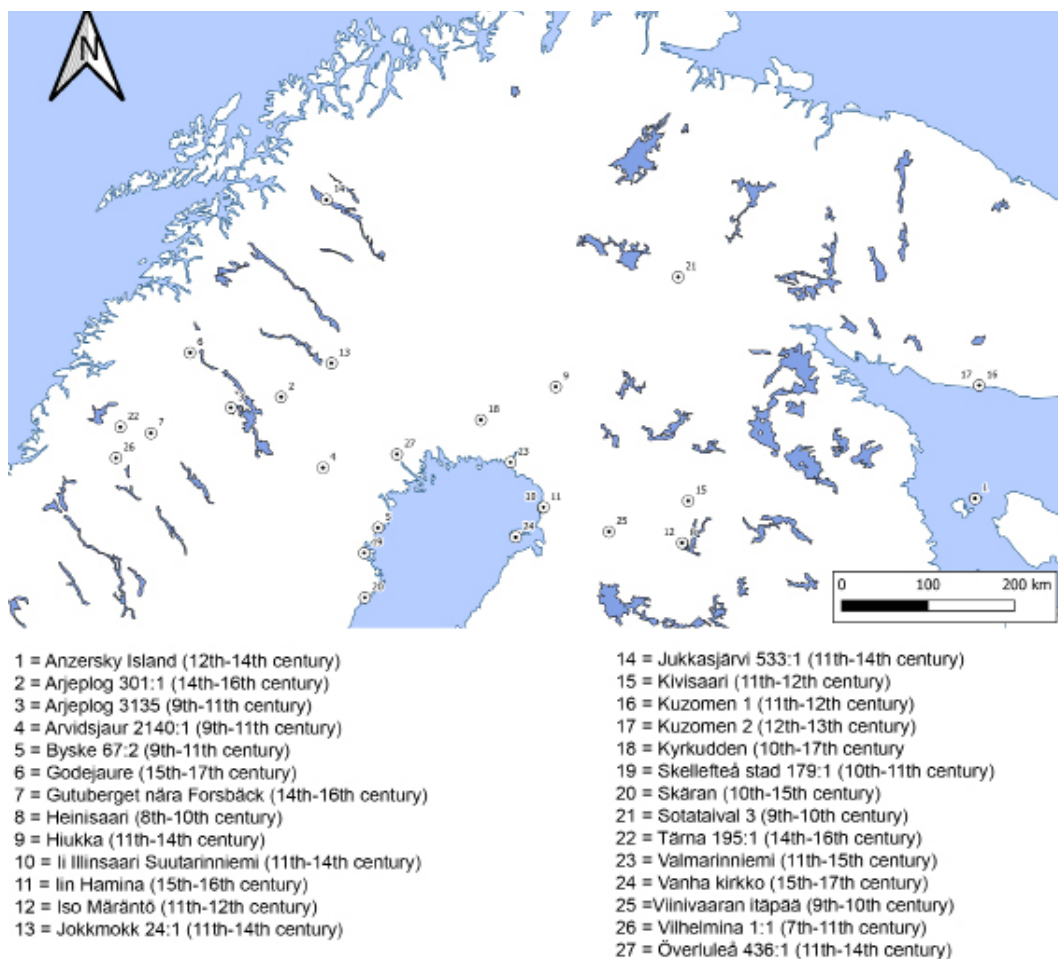 N
14
21
6
13
9
17 16
2
3
18
22
7
27
26
23
4
15
1
10 11
5
25
24
12
19
20
0 100 200 km
1 = Anzersky Island (12th-14th century)
2 = Arjeplog 301:1 (14th-16th century)
3 = Arjeplog 3135 (9th-11th century)
4 = Arvidsjaur 2140:1 (9th-11th century)
5 = Byske 67:2 (9th-11th century)
6 = Godejaure (15th-17th century)
7 = Gutuberget nära Forsbäck (14th-16th century)
8 = Heinisaari (8th-10th century)
9 = Hiukka (11th-14th century)
10 = Ii Illinsaari Suutarinniemi (11th-14th century)
11 = Iin Hamina (15th-16th century)
12 = Iso Märäntö (11th-12th century)
13 = Jokkmokk 24:1 (11th-14th century)
14 = Jukkasjärvi 533:1 (11th-14th century)
15 = Kivisaari (11th-12th century)
16 = Kuzomen 1 (11th-12th century)
17 = Kuzomen 2 (12th-13th century)
18 = Kyrkudden (10th-17th century
19 = Skellefteå stad 179:1 (10th-11th century)
20 = Skäran (10th-15th century)
21 = Sotataival 3 (9th-10th century)
22 = Tärna 195:1 (14th-16th century)
23 = Valmarinniemi (11th-15th century)
24 = Vanha kirkko (15th-17th century)
25 =Viinivaaran itäpää (9th-10th century)
26 = Vilhelmina 1:1 (7th-11th century)
27 = Överluleå 436:1 (11th-14th century)